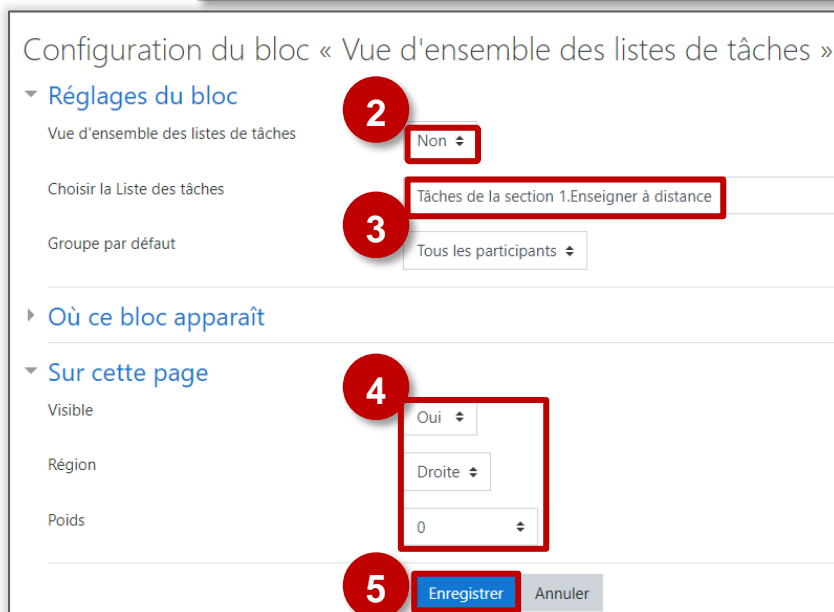 Configuration du bloc « Vue d'ensemble des listes de tâches »
Réglages du bloc
2
Vue d'ensemble des listes de tâches
Non
Choisir la Liste des tâches
Tâches de la section 1.Enseigner à distance
3
Groupe par défaut
Tous les participants
Où ce bloc apparaît
Sur cette page
4
Visible
Oui
Région
Droite
Poids
0
5
Enregistrer
Annuler